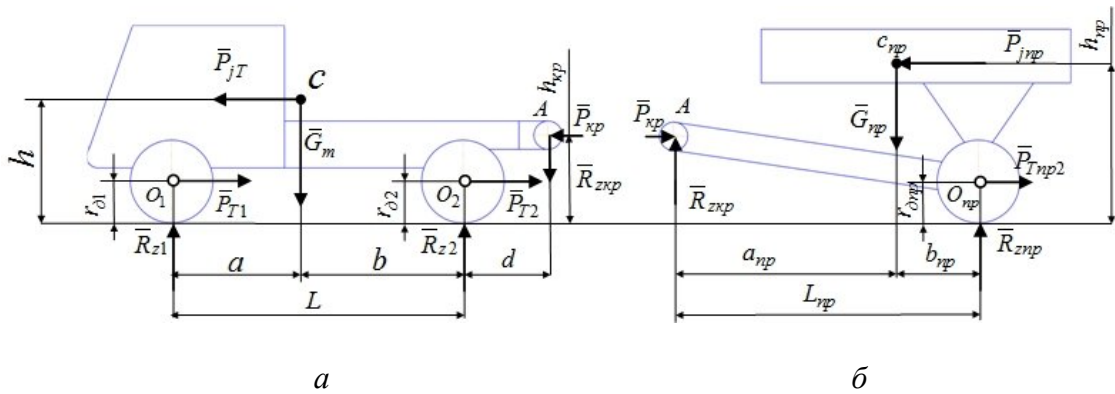 P̄jT
C
h
Ḡm
A
hкр
P̄кр
R̄zкр
O1
P̄T1
rд1
O2
P̄T2
rд2
R̄z1
R̄z2
a
b
d
L
cпр
P̄jпр
hпр
A
P̄кр
Ḡпр
R̄zкр
P̄Tпр2
Oпр
rдпр
R̄zпр
aпр
bпр
Lпр
а
б